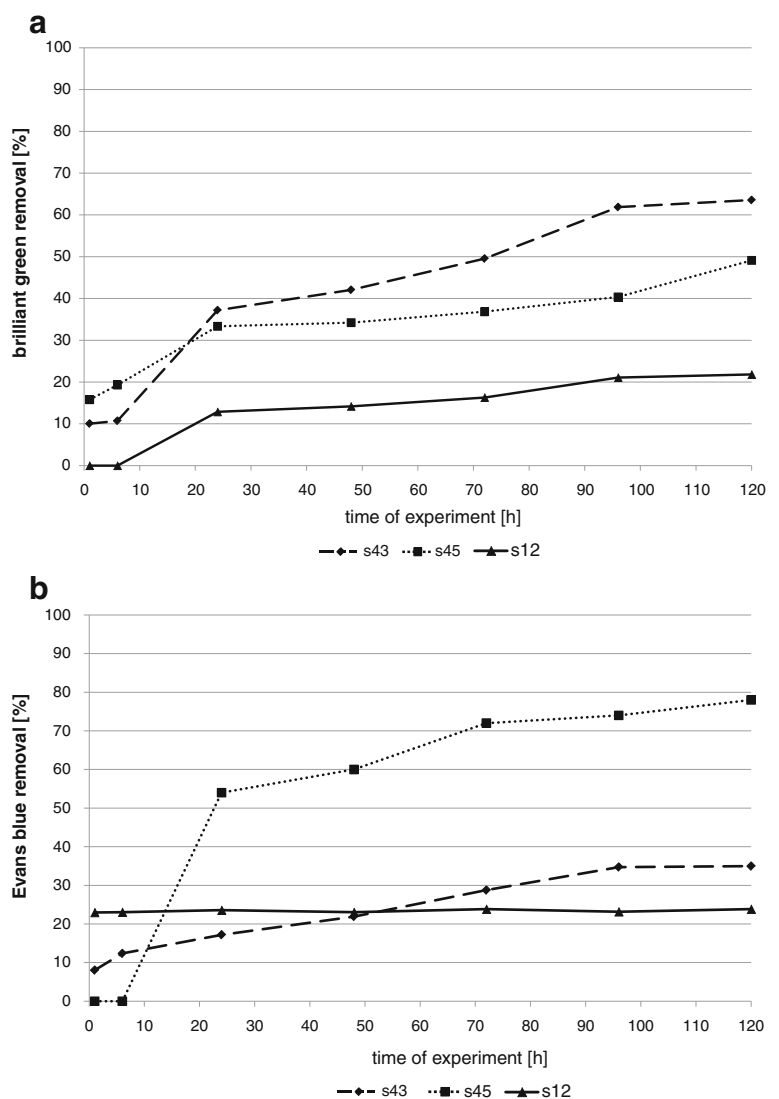 a
100
90
80
70
60
50
40
30
20
10
0
brilliant green removal [%]
0 10 20 30 40 50 60 70 80 90 100 110 120
time of experiment [h]
s43 s45 s12
b
100
90
80
70
60
50
40
30
20
10
0
Evans blue removal [%]
0 10 20 30 40 50 60 70 80 90 100 110 120
time of experiment [h]
s43 s45 s12